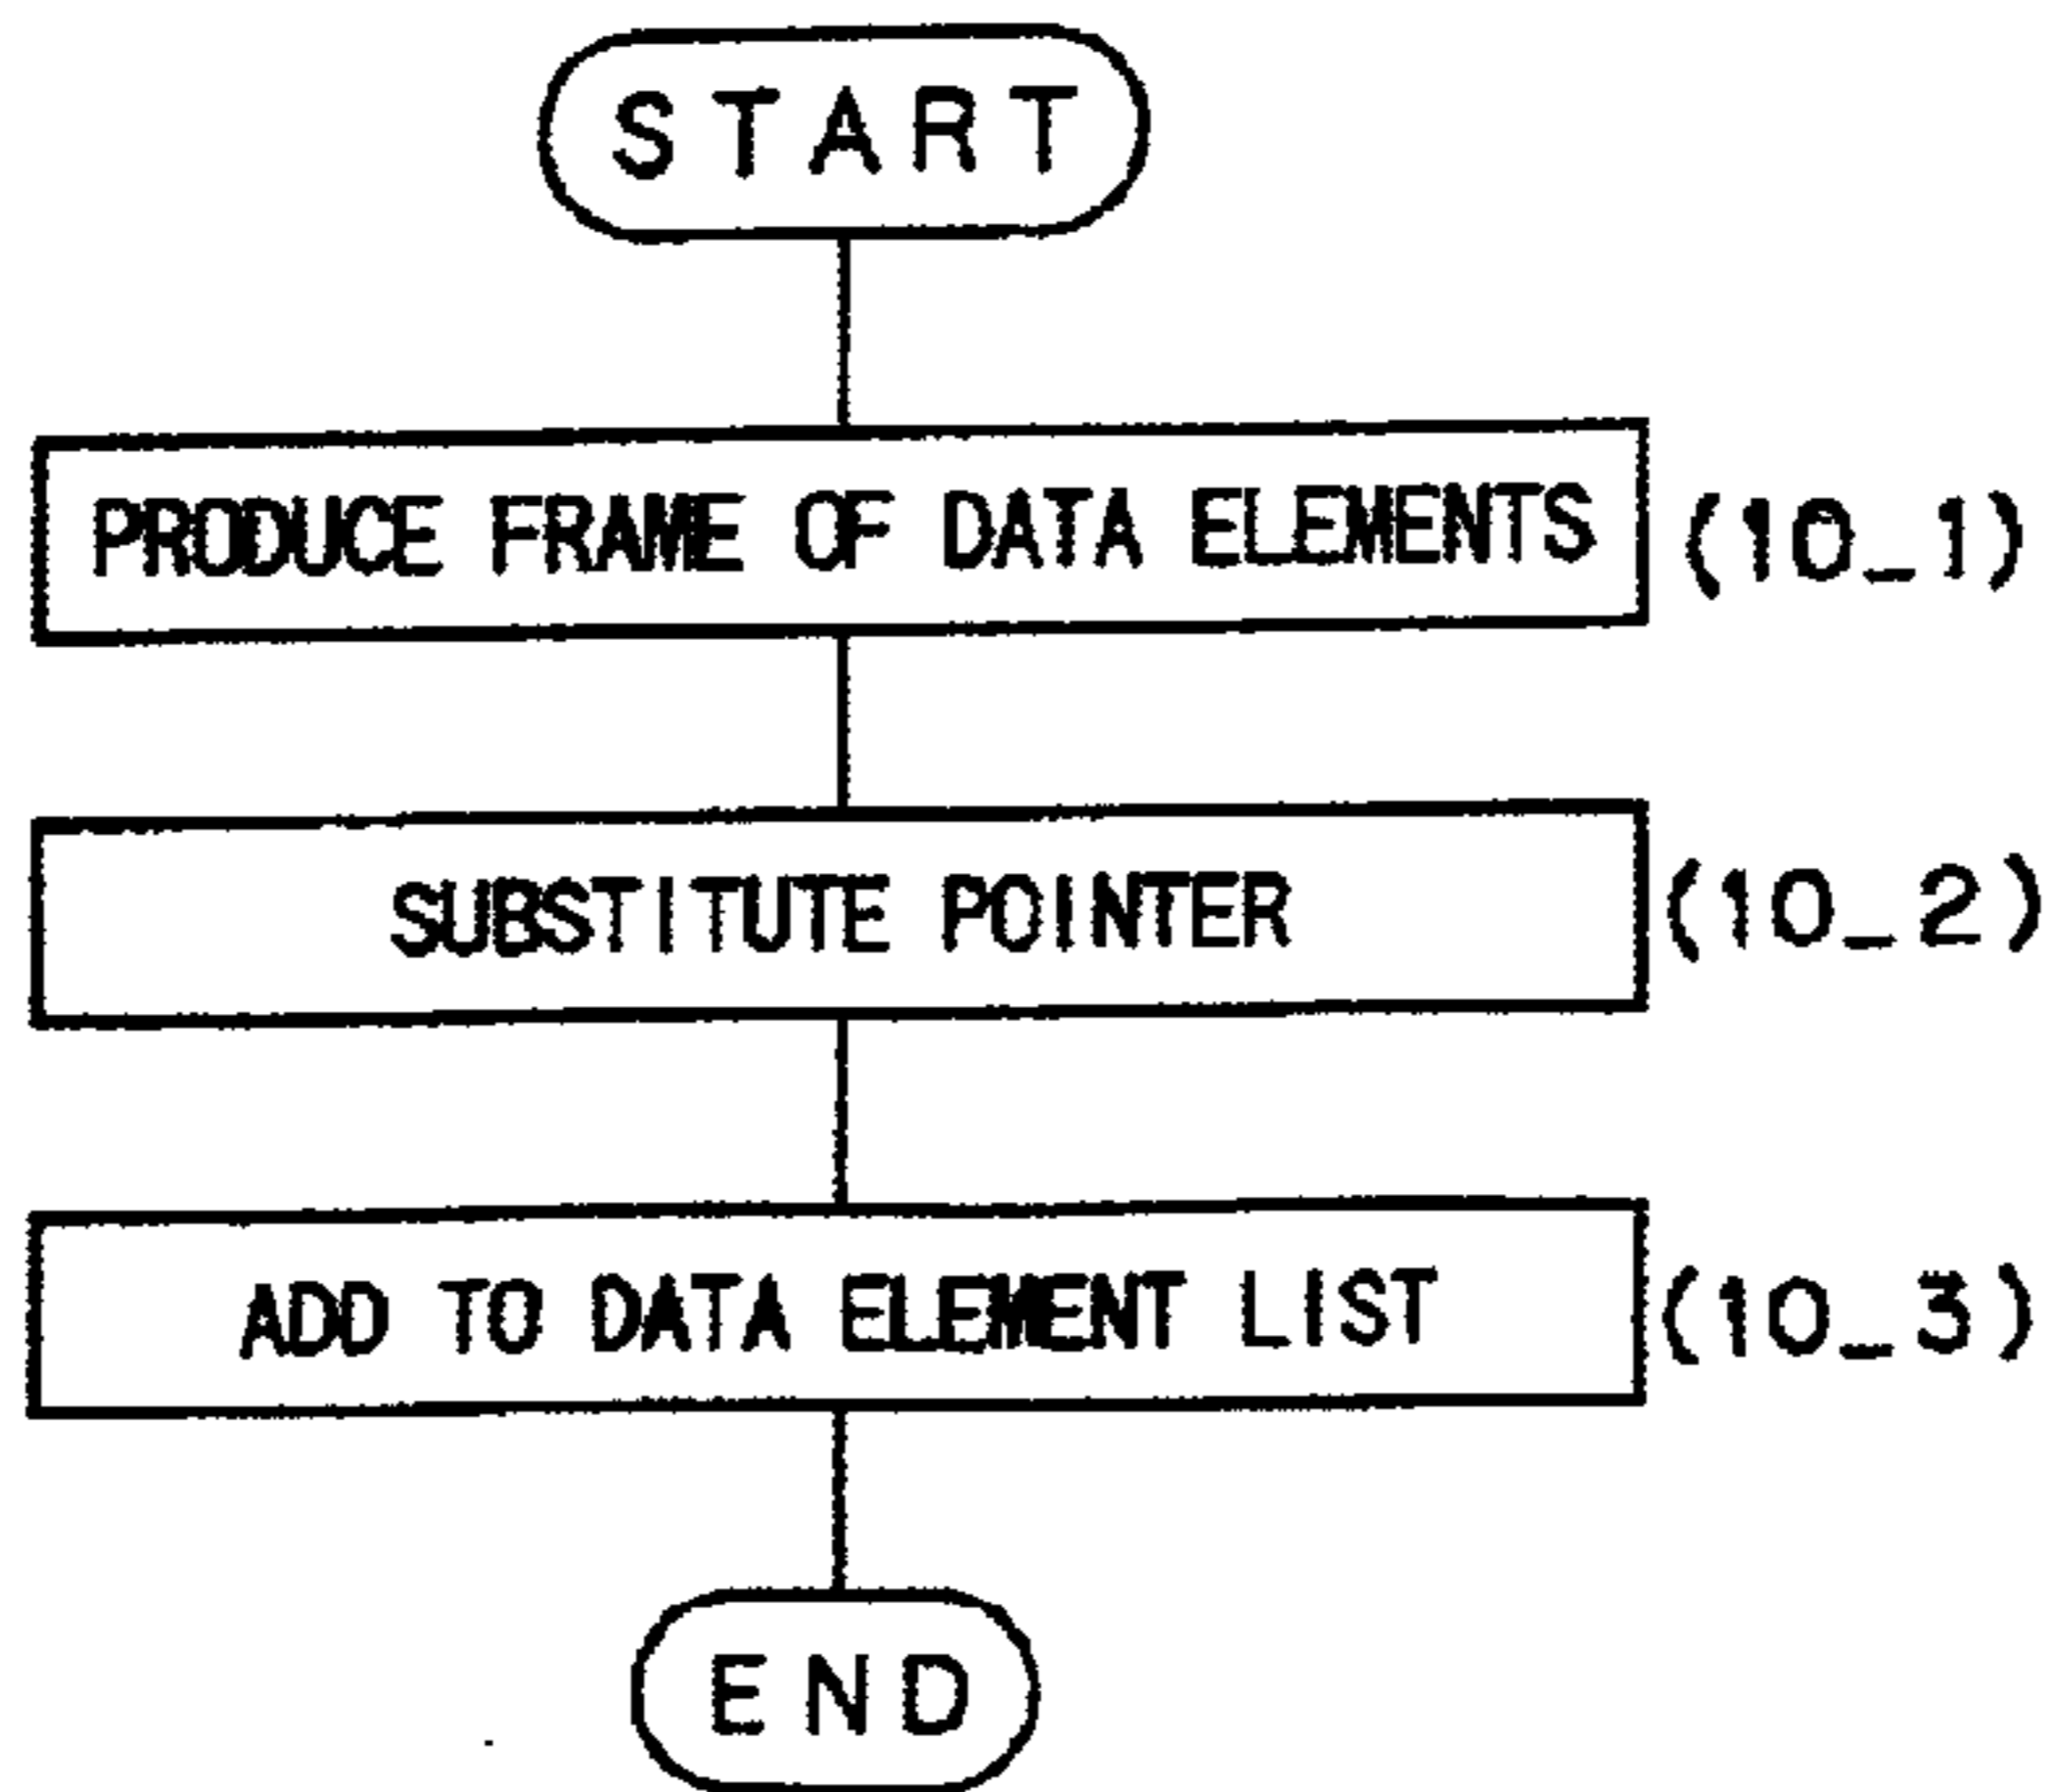 START
PRODUCE FRAME OF DATA ELEMENTS (10_1)
SUBSTITUTE POINTER (10_2)
ADD TO DATA ELEMENT LIST (10_3)
END